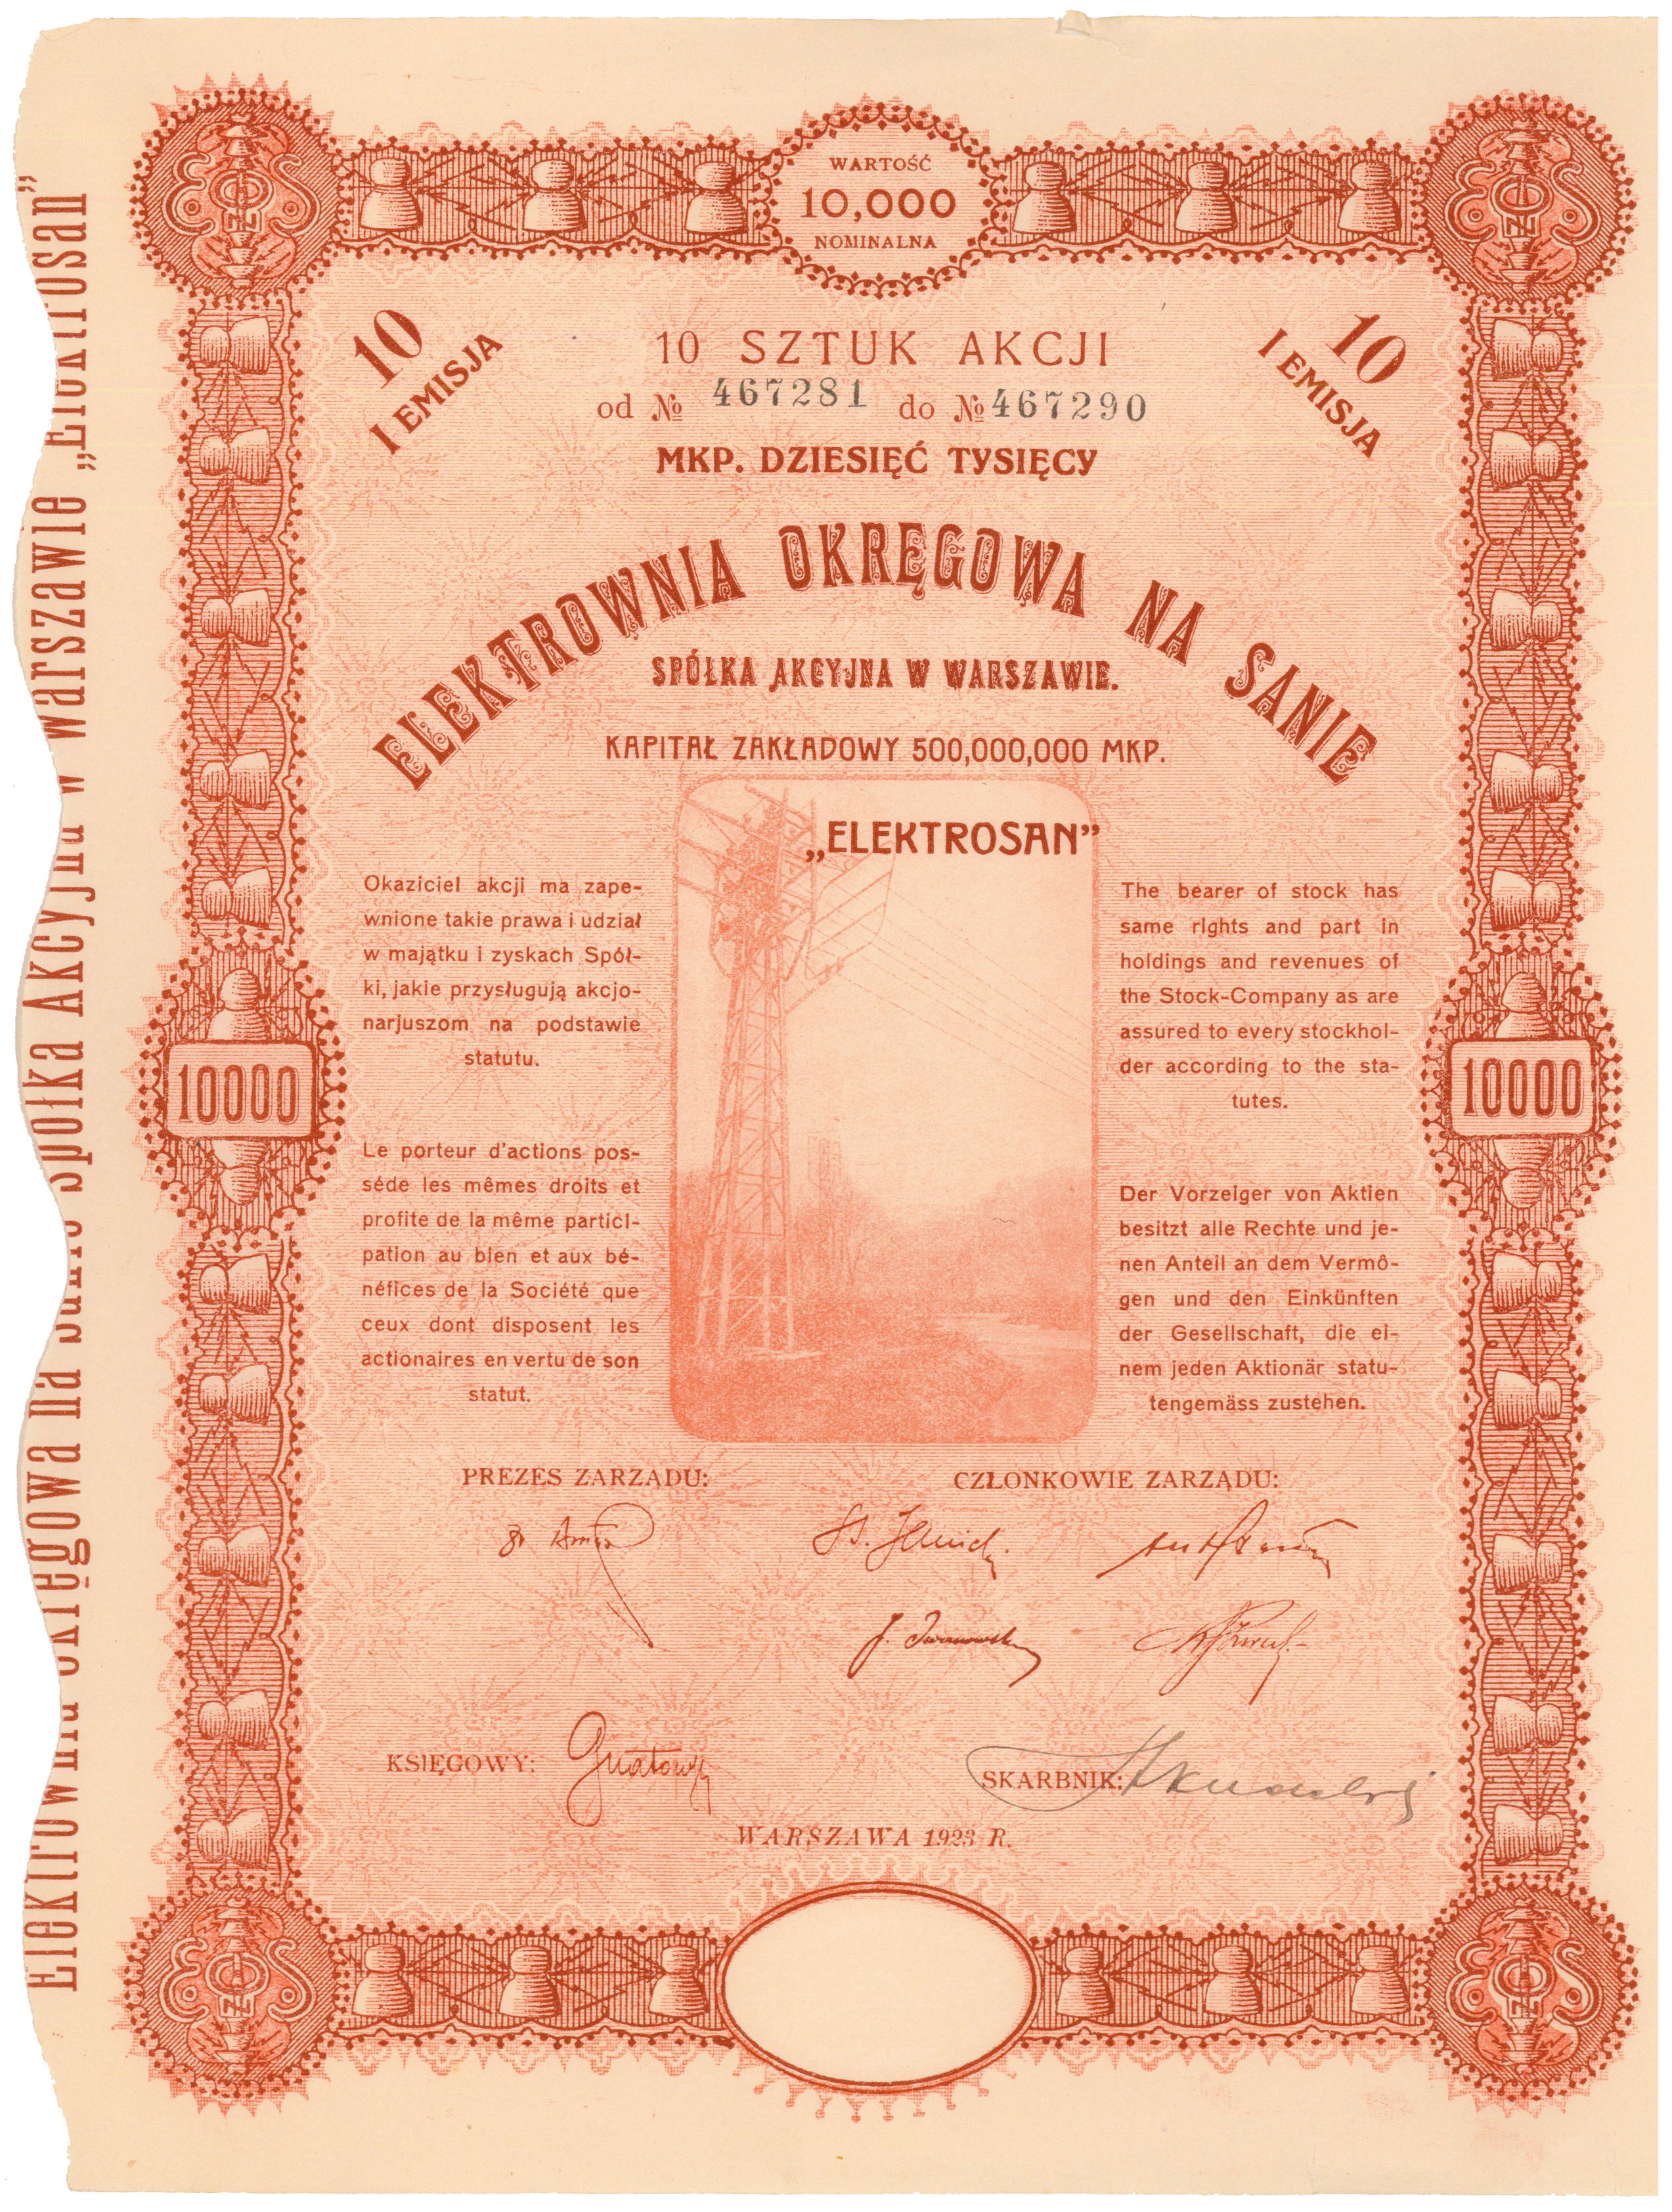 WARTOŚĆ
10,000
NOMINALNA
10
I EMISJA
10
I EMISJA
10 SZTUK AKCJI
od № 467281 do № 467290
MKP. DZIESIĘĆ TYSIĘCY
ELEKTROWNIA OKRĘGOWA NA SANIE
SPÓŁKA AKCYJNA W WARSZAWIE.
KAPITAŁ ZAKŁADOWY 500,000,000 MKP.
„ELEKTROSAN”
Okaziciel akcji ma zape-
wnione takie prawa i udział
w majątku i zyskach Spół-
ki, jakie przysługują akcjo-
narjuszom na podstawie
statutu.
Le porteur d'actions pos-
séde les mêmes droits et
profite de la même partici-
pation au bien et aux bé-
néfices de la Société que
ceux dont disposent les
actionaires en vertu de son
statut.
The bearer of stock has
same rights and part in
holdings and revenues of
the Stock-Company as are
assured to every stockhol-
der according to the sta-
tutes.
Der Vorzeiger von Aktien
besitzt alle Rechte und je-
nen Anteil an dem Vermô-
gen und den Einkünften
der Gesellschaft, die ei-
nem jeden Aktionär statu-
tengemäss zustehen.
10000
10000
PREZES ZARZĄDU:
CZŁONKOWIE ZARZĄDU:
J. Iwanowski
KSIĘGOWY:
SKARBNIK:
WARSZAWA 1923 R.
Elektrownia Okręgowa na Sanie Spółka Akcyjna w Warszawie „Elektrosan”